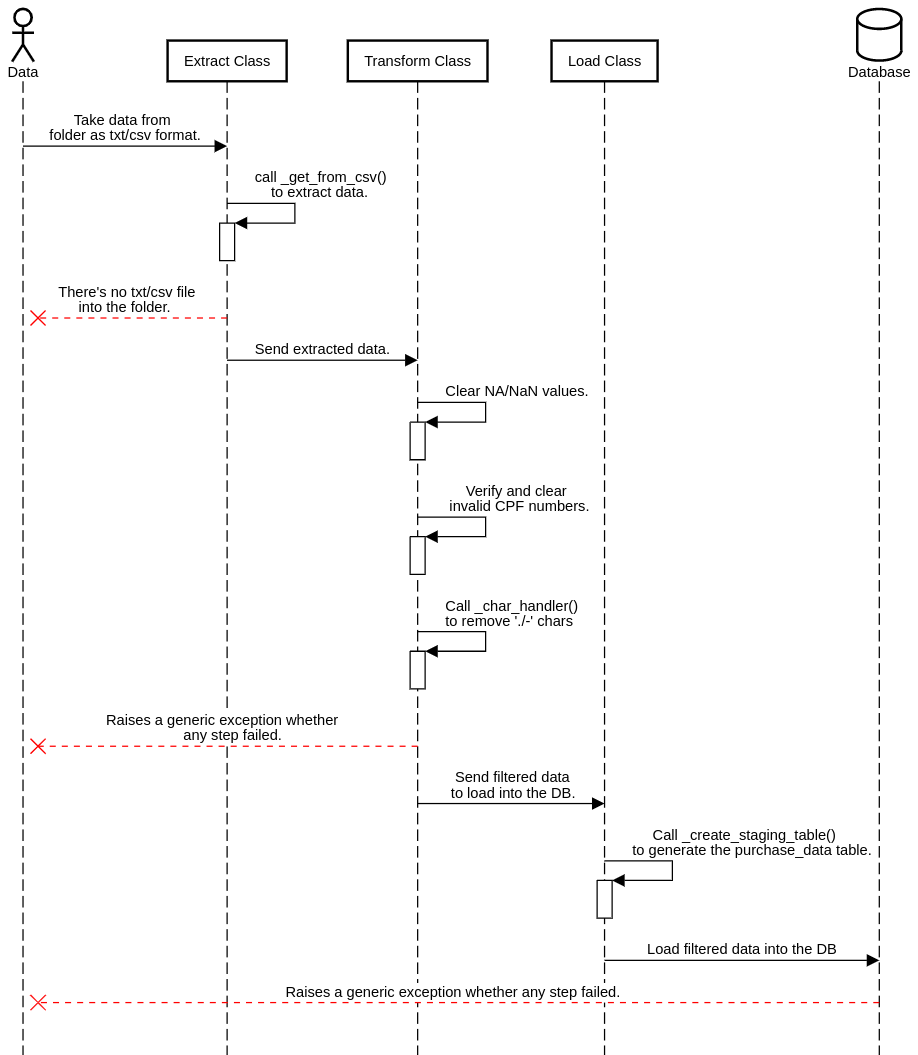 Data
Extract Class
Transform Class
Load Class
Database
Take data from
folder as txt/csv format.
call _get_from_csv()
to extract data.
There's no txt/csv file
into the folder.
Send extracted data.
Clear NA/NaN values.
Verify and clear
invalid CPF numbers.
Call _char_handler()
to remove './-' chars
Raises a generic exception whether
any step failed.
Send filtered data
to load into the DB.
Call _create_staging_table()
to generate the purchase_data table.
Load filtered data into the DB
Raises a generic exception whether any step failed.